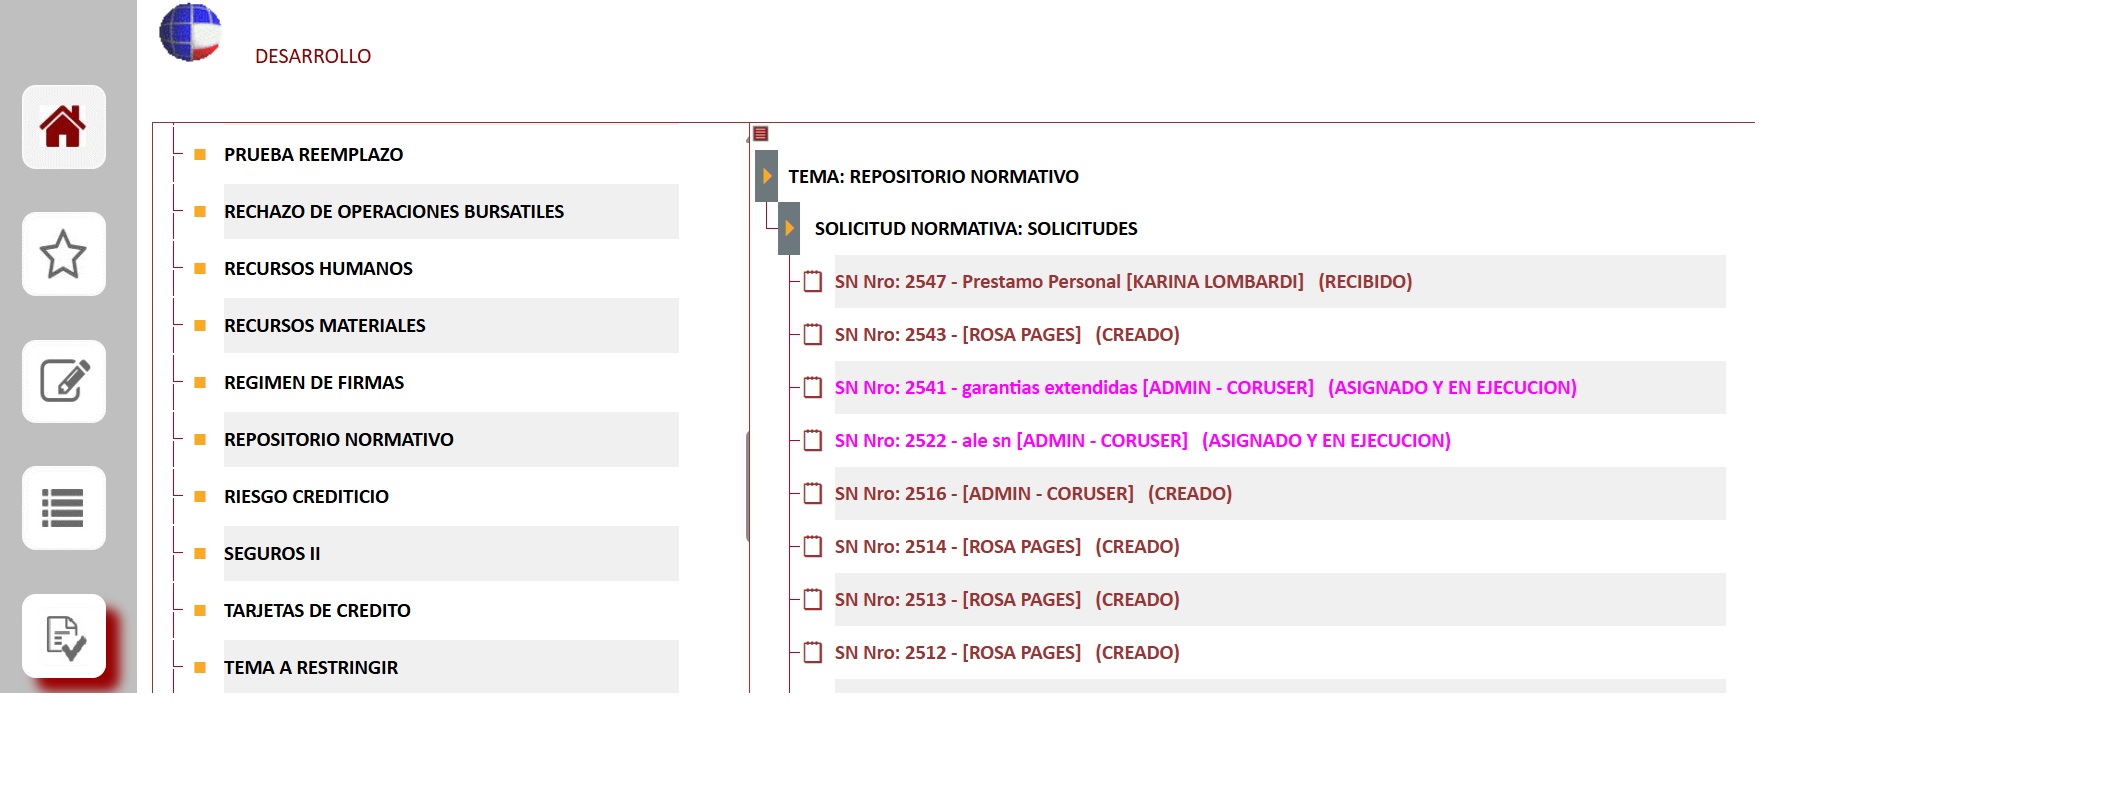 DESARROLLO
PRUEBA REEMPLAZO
RECHAZO DE OPERACIONES BURSATILES
RECURSOS HUMANOS
RECURSOS MATERIALES
REGIMEN DE FIRMAS
REPOSITORIO NORMATIVO
RIESGO CREDITICIO
SEGUROS II
TARJETAS DE CREDITO
TEMA A RESTRINGIR
TEMA: REPOSITORIO NORMATIVO
SOLICITUD NORMATIVA: SOLICITUDES
SN Nro: 2547 - Prestamo Personal [KARINA LOMBARDI] (RECIBIDO)
SN Nro: 2543 - [ROSA PAGES] (CREADO)
SN Nro: 2541 - garantias extendidas [ADMIN - CORUSER] (ASIGNADO Y EN EJECUCION)
SN Nro: 2522 - ale sn [ADMIN - CORUSER] (ASIGNADO Y EN EJECUCION)
SN Nro: 2516 - [ADMIN - CORUSER] (CREADO)
SN Nro: 2514 - [ROSA PAGES] (CREADO)
SN Nro: 2513 - [ROSA PAGES] (CREADO)
SN Nro: 2512 - [ROSA PAGES] (CREADO)